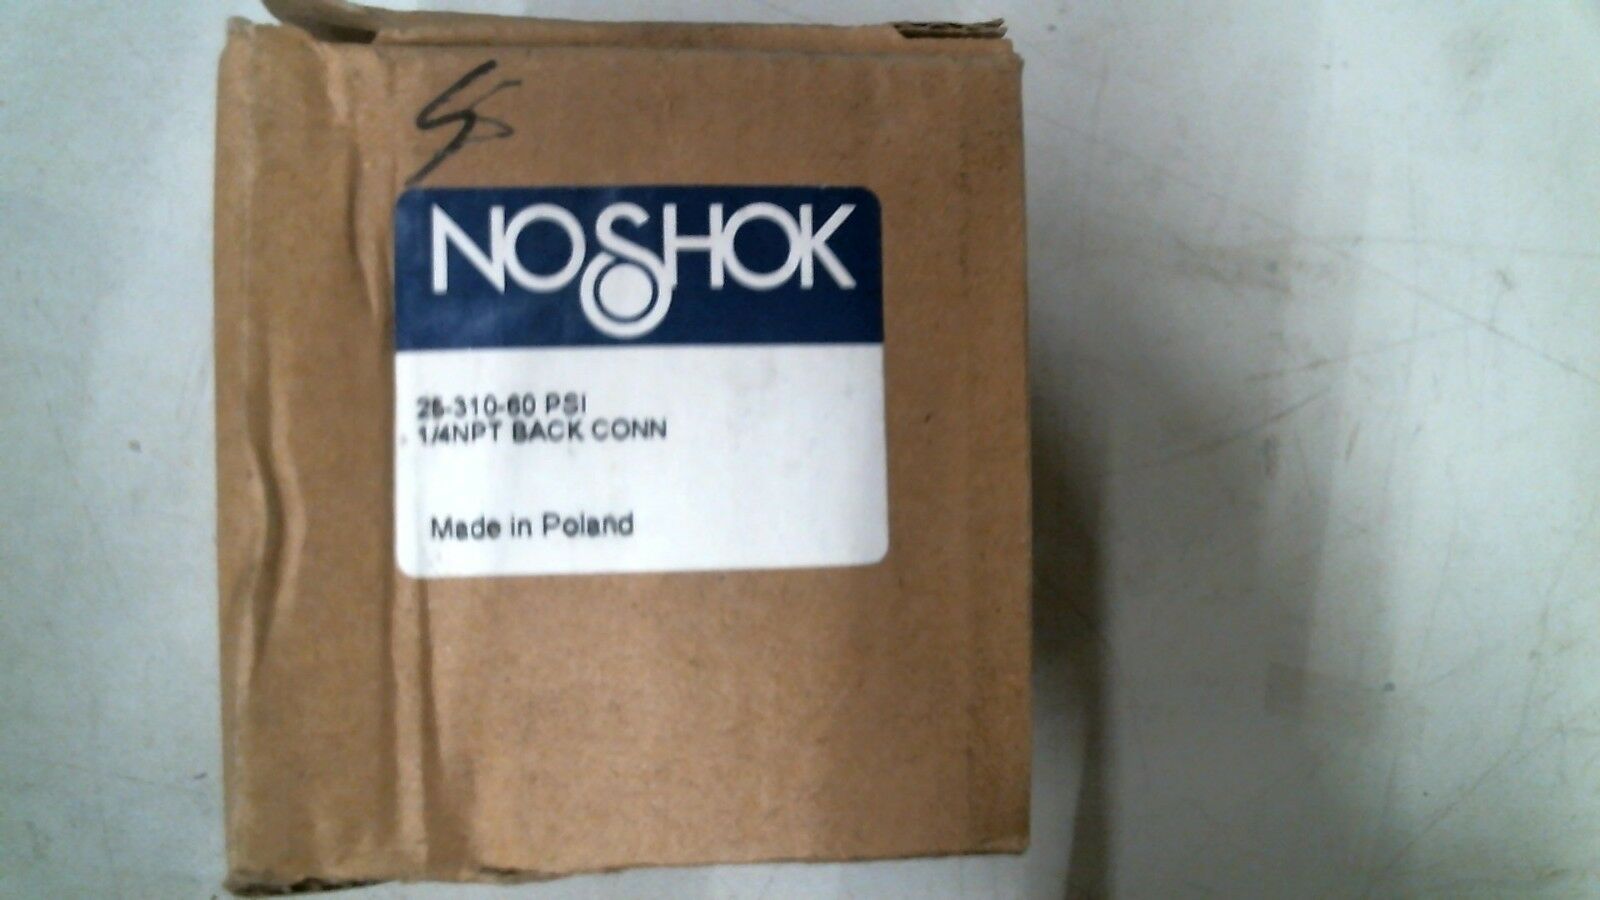 NOSHOK
25-310-60 PSI
1/4NPT BACK CONN
Made in Poland